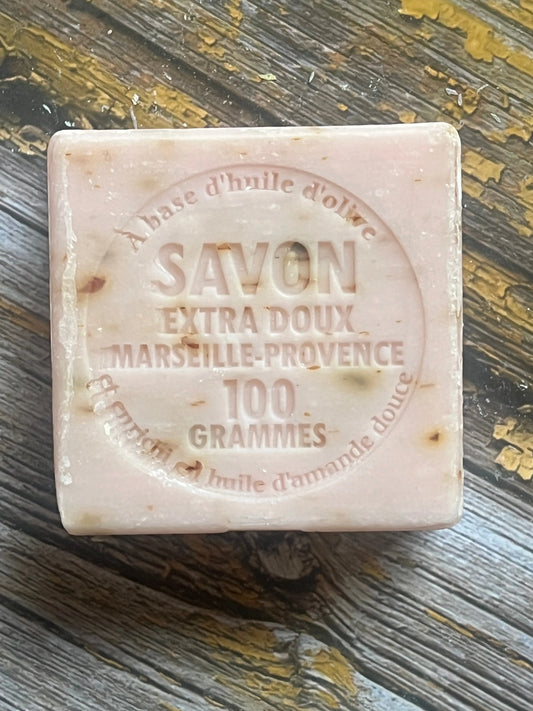 À base d'huile d'olive
SAVON
EXTRA DOUX
MARSEILLE-PROVENCE
100
GRAMMES
et enrichi en huile d'amande douce